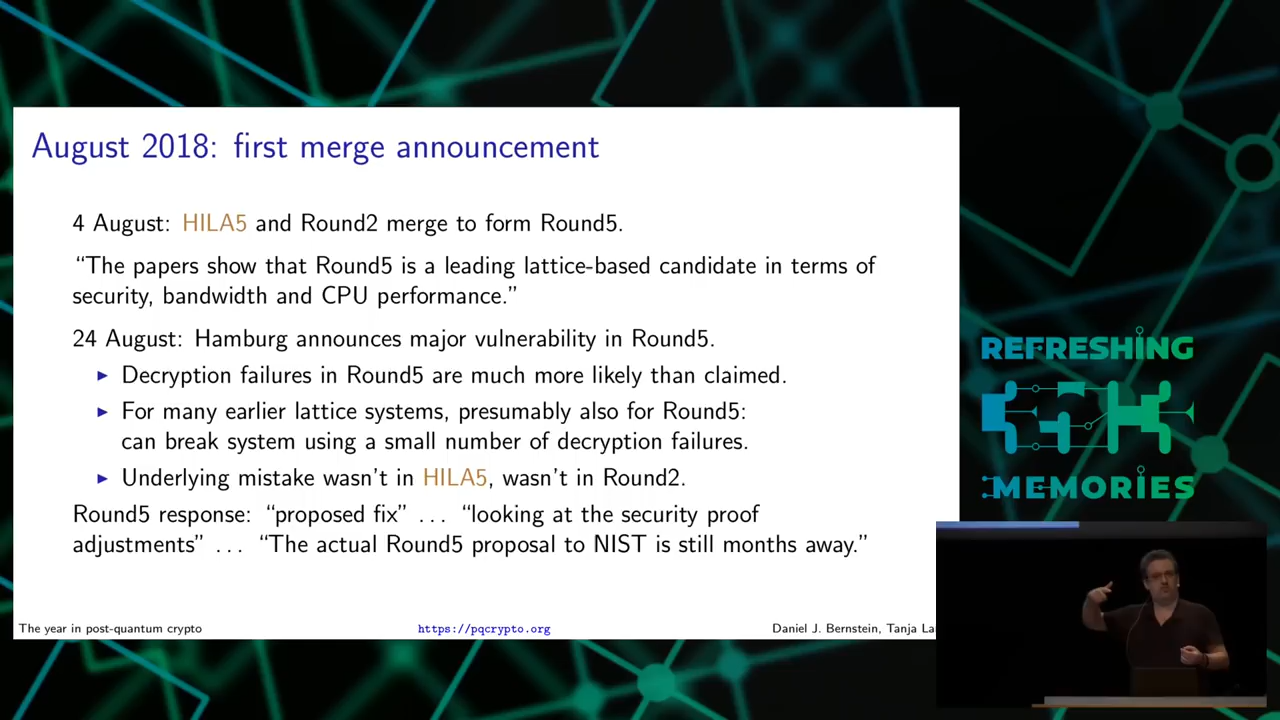 August 2018: first merge announcement
4 August: HILA5 and Round2 merge to form Round5.
“The papers show that Round5 is a leading lattice-based candidate in terms of
security, bandwidth and CPU performance.”
24 August: Hamburg announces major vulnerability in Round5.
▶ Decryption failures in Round5 are much more likely than claimed.
▶ For many earlier lattice systems, presumably also for Round5:
can break system using a small number of decryption failures.
▶ Underlying mistake wasn’t in HILA5, wasn’t in Round2.
Round5 response: “proposed fix” ... “looking at the security proof
adjustments” ... “The actual Round5 proposal to NIST is still months away.”
The year in post-quantum crypto
https://pqcrypto.org
Daniel J. Bernstein, Tanja La
REFRESHING
MEMORIES